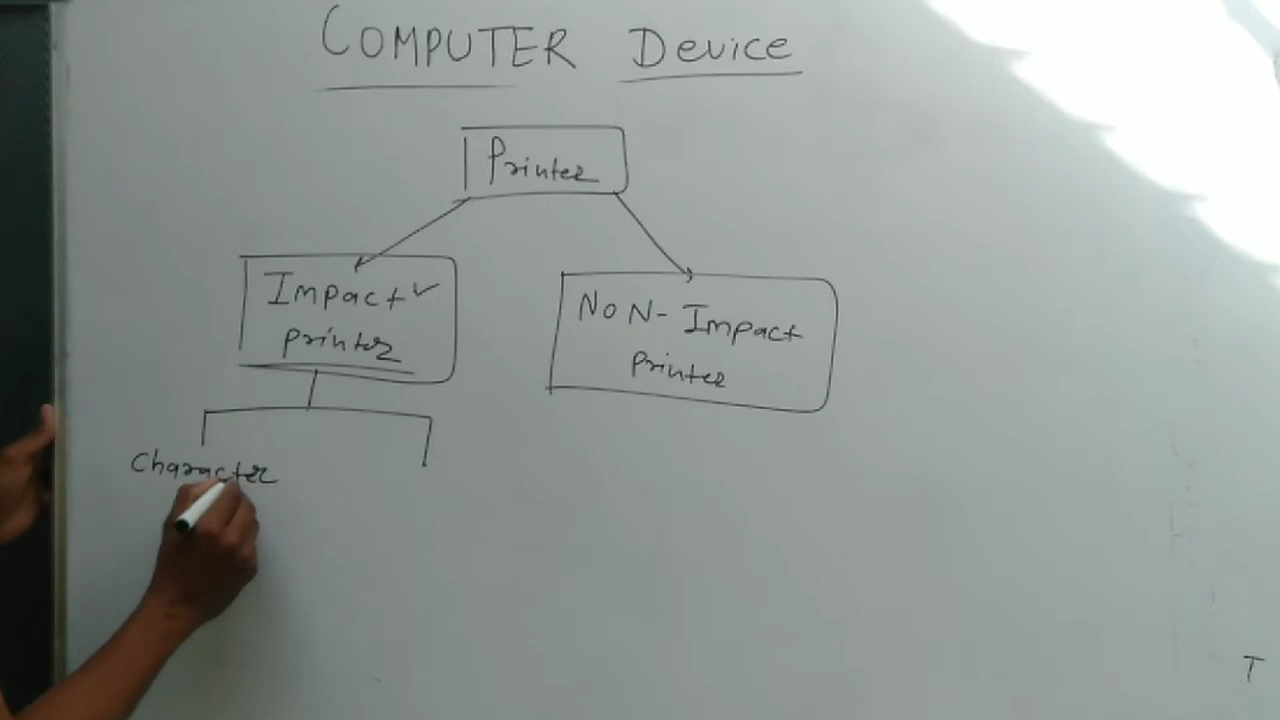 COMPUTER Device
Printer
Impact
printer
NON-Impact
Printer
Character
T